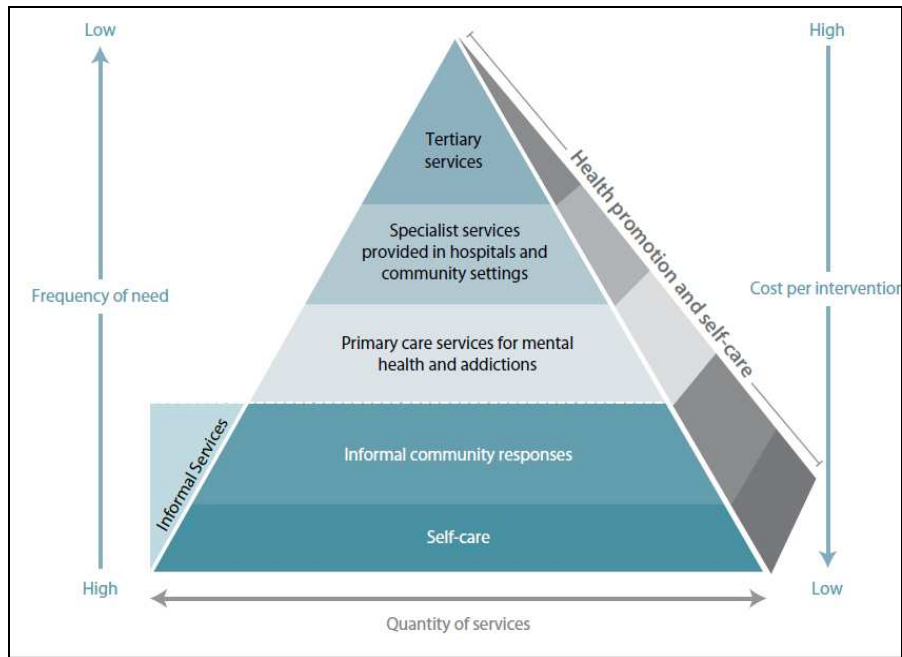 Low
High
Tertiary
services
Health promotion and self-care
Specialist services
provided in hospitals and
community settings
Frequency of need
Cost per intervention
Primary care services for mental
health and addictions
Informal Services
Informal community responses
Self-care
High
Low
Quantity of services